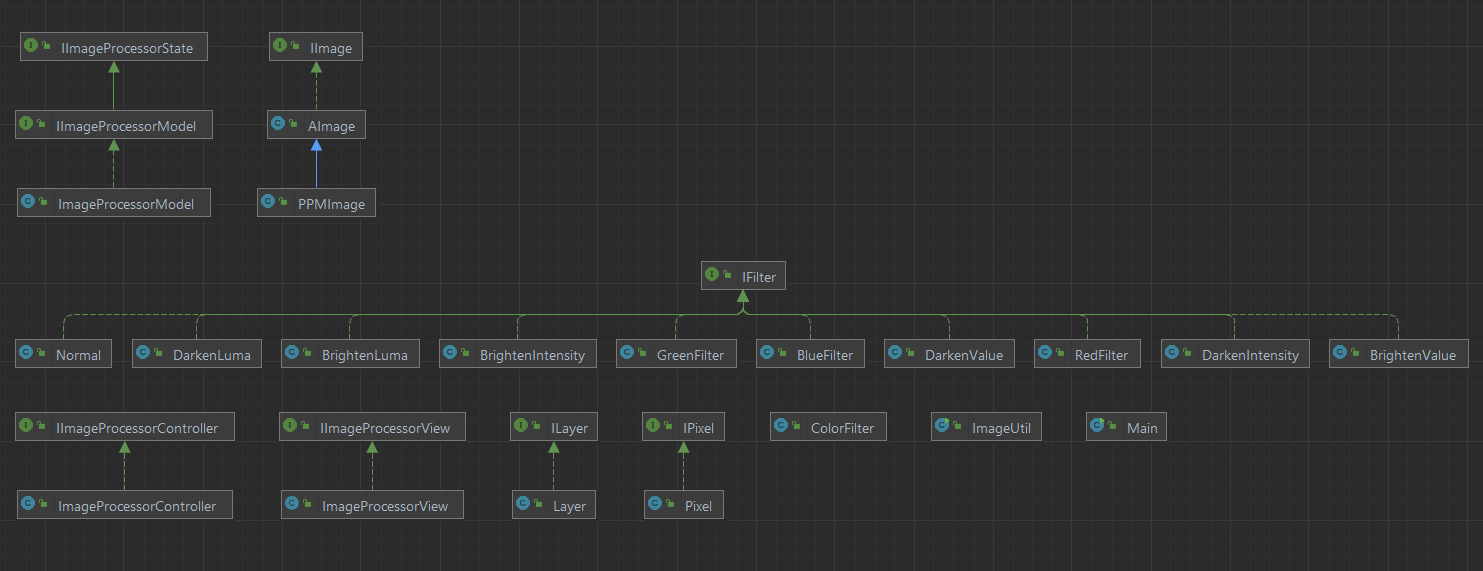 IImageProcessorState
IImage
IImageProcessorModel
AImage
ImageProcessorModel
PPMImage
IFilter
Normal
DarkenLuma
BrightenLuma
BrightenIntensity
GreenFilter
BlueFilter
DarkenValue
RedFilter
DarkenIntensity
BrightenValue
IImageProcessorController
IImageProcessorView
ILayer
IPixel
ColorFilter
ImageUtil
Main
ImageProcessorController
ImageProcessorView
Layer
Pixel